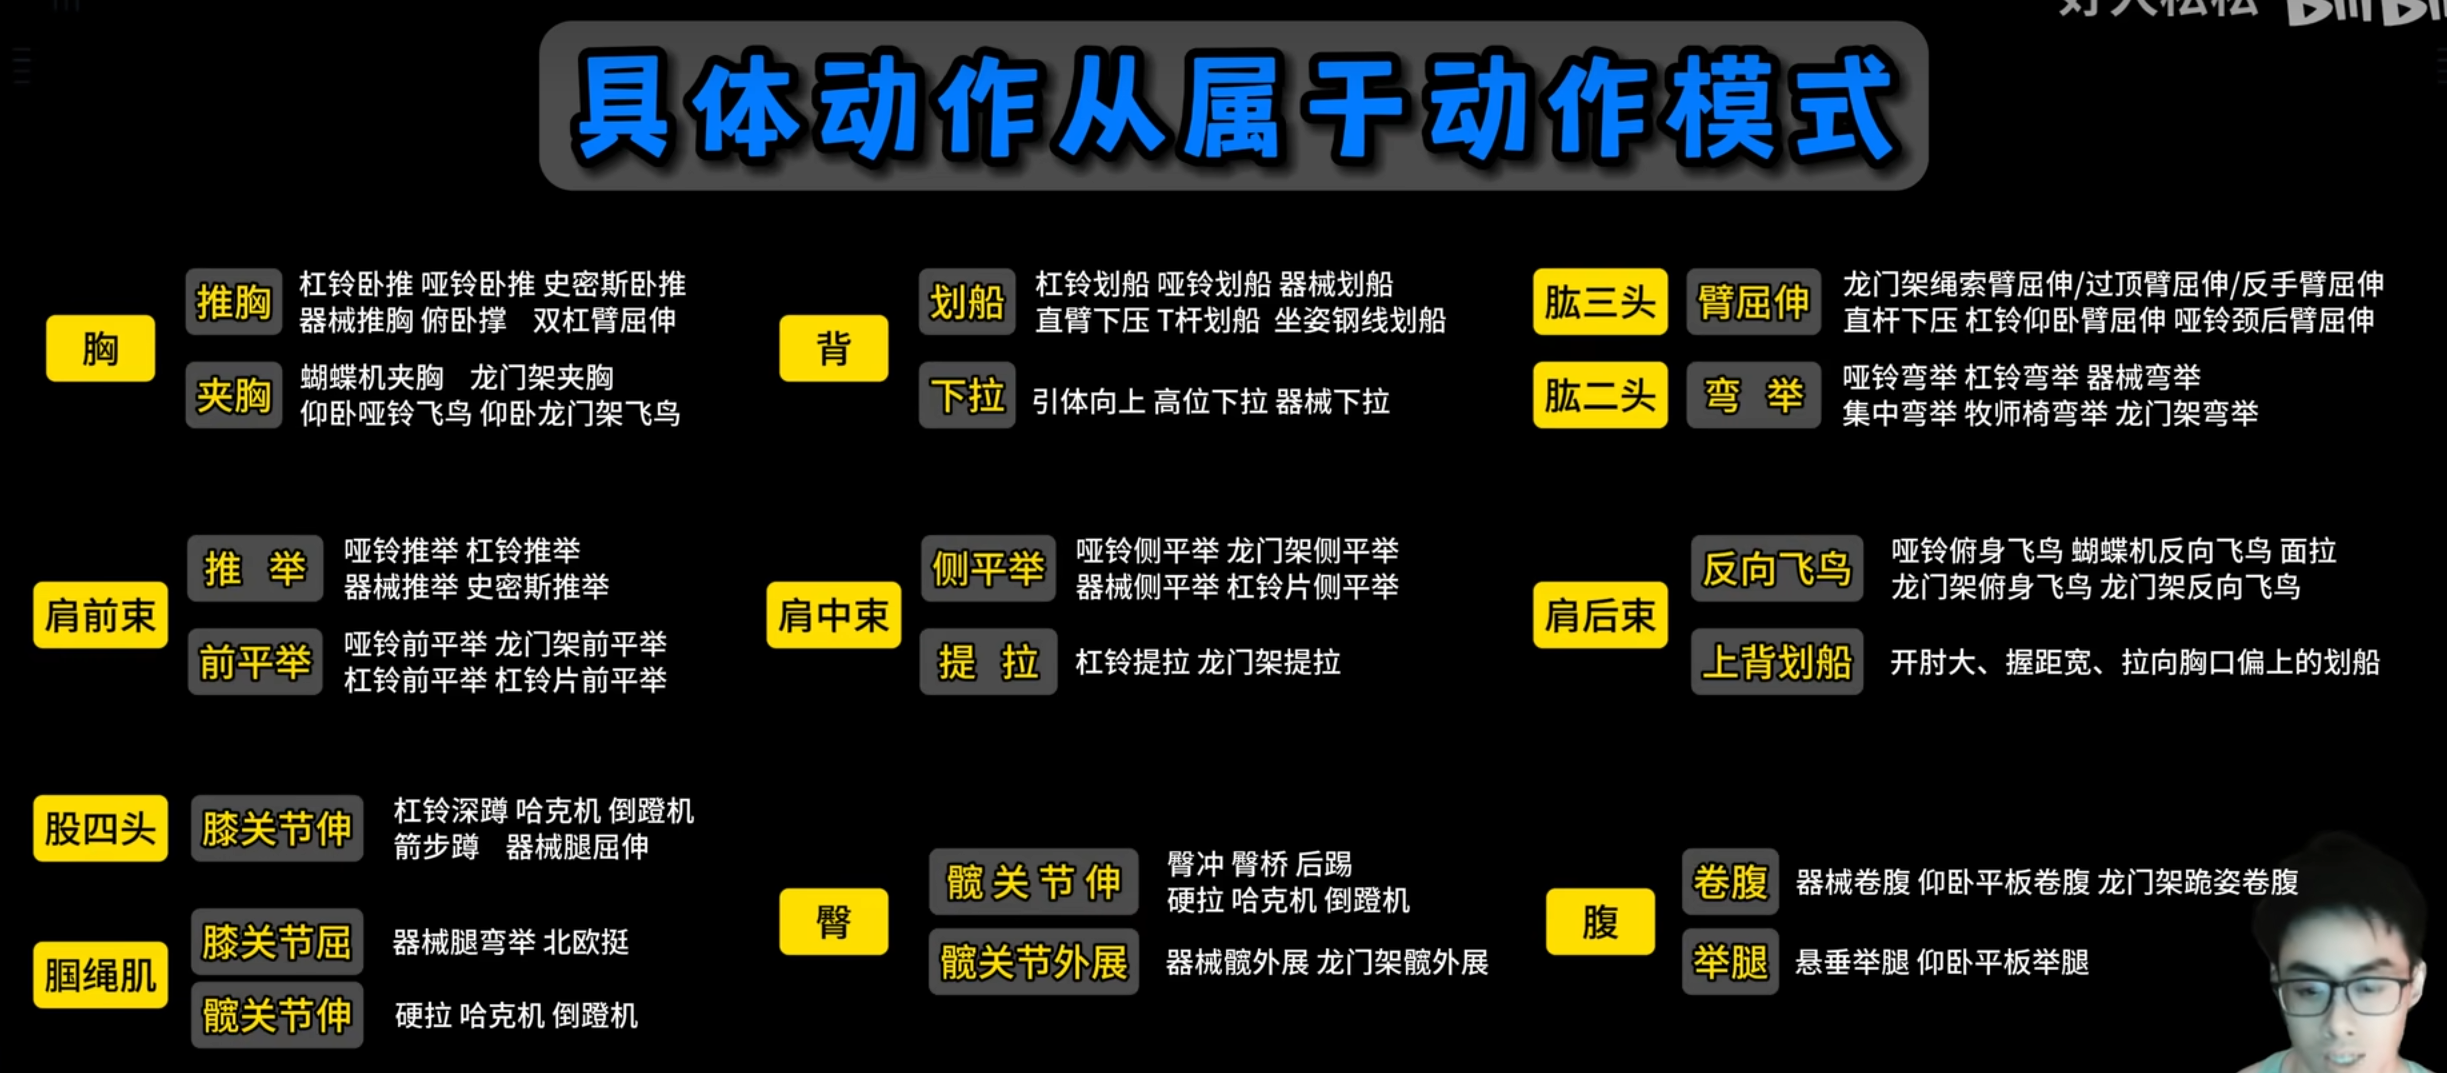 好人松松 bilibili
具体动作从属于动作模式
胸
推胸
杠铃卧推 哑铃卧推 史密斯卧推
器械推胸 俯卧撑 双杠臂屈伸
夹胸
蝴蝶机夹胸 龙门架夹胸
仰卧哑铃飞鸟 仰卧龙门架飞鸟
背
划船
杠铃划船 哑铃划船 器械划船
直臂下压 T杆划船 坐姿钢线划船
下拉
引体向上 高位下拉 器械下拉
肱三头
臂屈伸
龙门架绳索臂屈伸/过顶臂屈伸/反手臂屈伸
直杆下压 杠铃仰卧臂屈伸 哑铃颈后臂屈伸
肱二头
弯 举
哑铃弯举 杠铃弯举 器械弯举
集中弯举 牧师椅弯举 龙门架弯举
肩前束
推 举
哑铃推举 杠铃推举
器械推举 史密斯推举
前平举
哑铃前平举 龙门架前平举
杠铃前平举 杠铃片前平举
肩中束
侧平举
哑铃侧平举 龙门架侧平举
器械侧平举 杠铃片侧平举
提 拉
杠铃提拉 龙门架提拉
肩后束
反向飞鸟
哑铃俯身飞鸟 蝴蝶机反向飞鸟 面拉
龙门架俯身飞鸟 龙门架反向飞鸟
上背划船
开肘大、握距宽、拉向胸口偏上的划船
股四头
膝关节伸
杠铃深蹲 哈克机 倒蹬机
箭步蹲 器械腿屈伸
腘绳肌
膝关节屈
器械腿弯举 北欧挺
髋关节伸
硬拉 哈克机 倒蹬机
臀
髋关节伸
臀冲 臀桥 后踢
硬拉 哈克机 倒蹬机
髋关节外展
器械髋外展 龙门架髋外展
腹
卷腹
器械卷腹 仰卧平板卷腹 龙门架跪姿卷腹
举腿
悬垂举腿 仰卧平板举腿